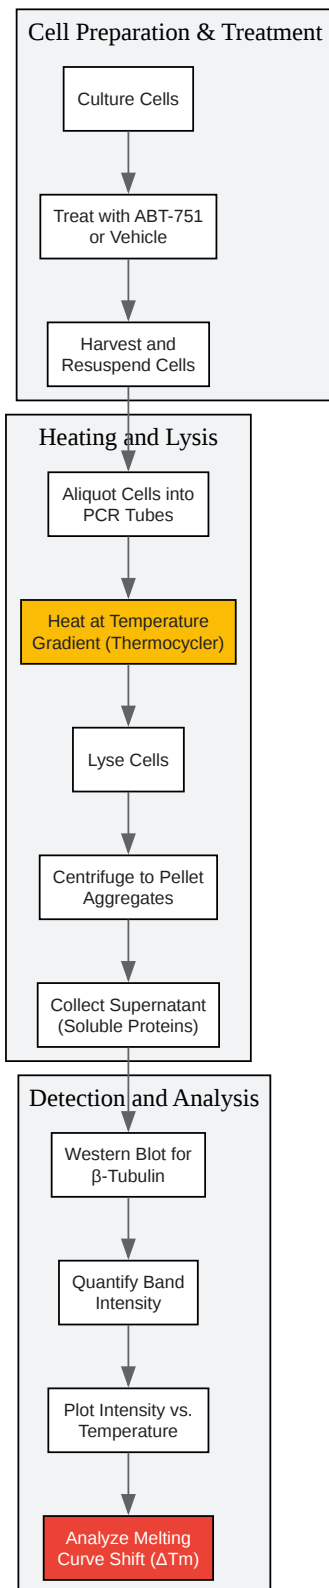 Cell Preparation & Treatment
Culture Cells
Treat with ABT-751
or Vehicle
Harvest and
Resuspend Cells
Heating and Lysis
Aliquot Cells into
PCR Tubes
Heat at Temperature
Gradient (Thermocycler)
Lyse Cells
Centrifuge to Pellet
Aggregates
Collect Supernatant
(Soluble Proteins)
Detection and Analysis
Western Blot for
β-Tubulin
Quantify Band
Intensity
Plot Intensity vs.
Temperature
Analyze Melting
Curve Shift (ΔTm)